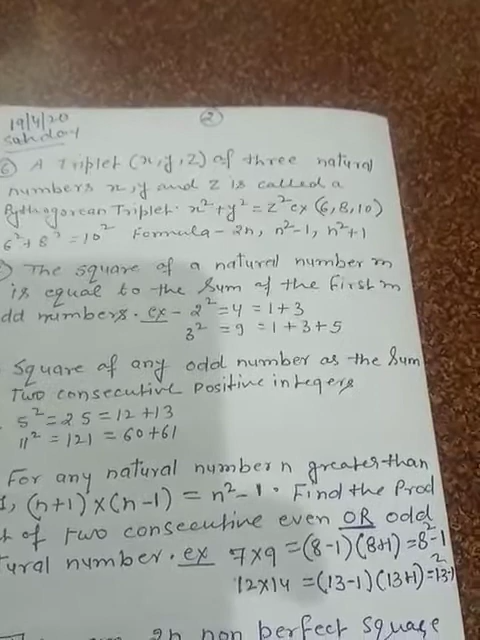 2
19/4/20
Sunday
6) A Triplet (x,y,z) of three natural
numbers x,y and z is called a
Pythagorean Triplet. x²+y²=z² ex (6,8,10)
6²+8²=10² Formula - 2n, n²-1, n²+1
) The square of a natural number m
is equal to the sum of the first m
dd numbers. ex - 2²=4 = 1+3
3² = 9 = 1+3+5
Square of any odd number as the sum
Two consecutive positive integers
5² = 25 = 12+13
11² = 121 = 60+61
For any natural number n greater than
1, (n+1)×(n-1) = n²-1. Find the Prod
t of two consecutive even OR odd
tural number. ex 7×9 = (8-1)(8+1)=8²-1
12×14 = (13-1)(13+1)=13²-1
2n non perfect square